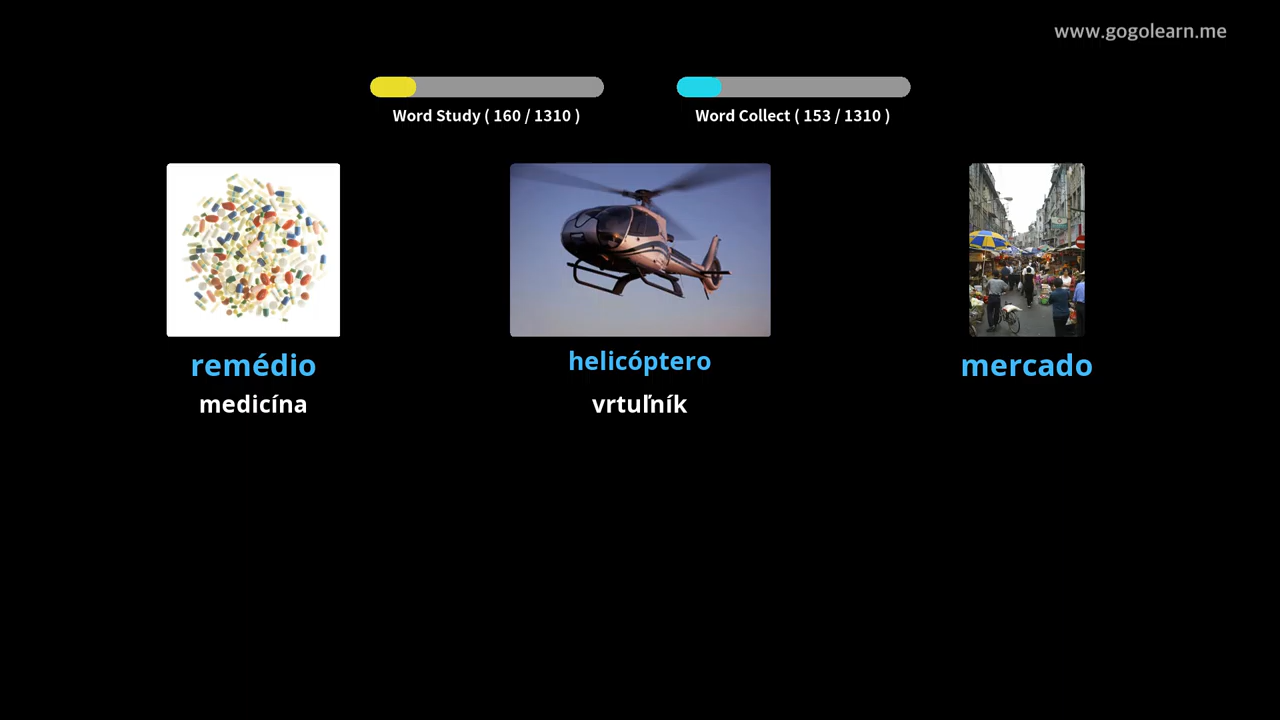 www.gogolearn.me
Word Study ( 160 / 1310 )
Word Collect ( 153 / 1310 )
remédio
medicína
helicóptero
vrtuľník
mercado